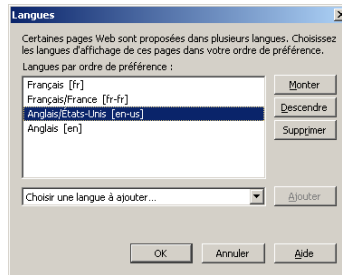 Langues
Certaines pages Web sont proposées dans plusieurs langues. Choisissez
les langues d'affichage de ces pages dans votre ordre de préférence.
Langues par ordre de préférence :
Français [fr]
Français/France [fr-fr]
Anglais/États-Unis [en-us]
Anglais [en]
Monter
Descendre
Supprimer
Choisir une langue à ajouter...
Ajouter
OK
Annuler
Aide